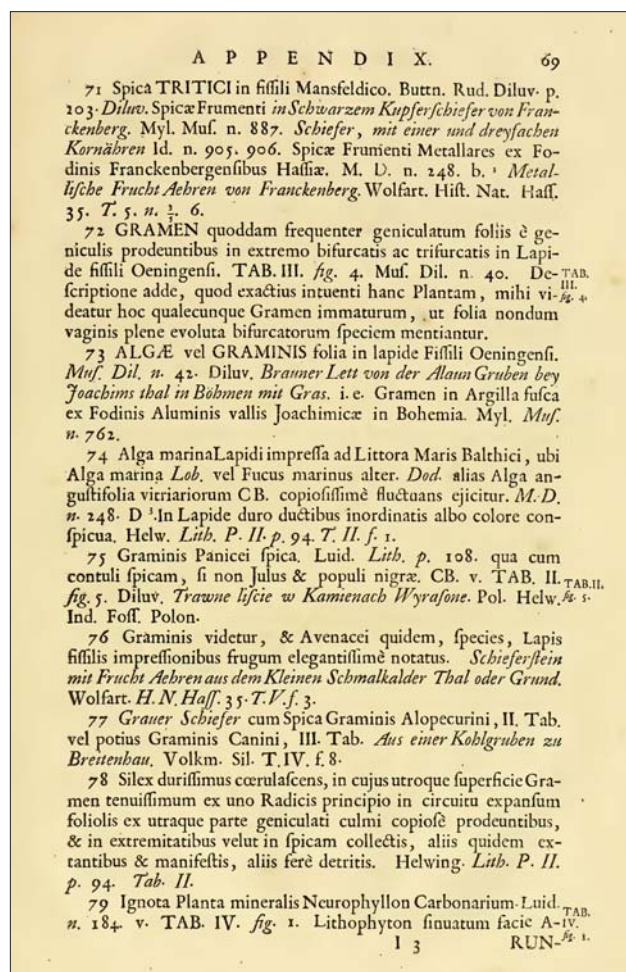 APPENDIX. 69
71 Spica TRITICI in fiſſili Mansfeldico. Buttn. Rud. Diluv. p.
203. Diluv. Spicæ Frumenti in Schwarzem Kupferſchiefer von Fran-
ckenberg. Myl. Muſ. n. 887. Schiefer, mit einer und dreyfachen
Kornähren Id. n. 905. 906. Spicæ Frumenti Metallares ex Fo-
dinis Franckenbergenſibus Haſſiæ. M. D. n. 248. b. ¹ Metal-
liſche Frucht Aehren von Franckenberg. Wolfart. Hiſt. Nat. Haſſ.
35. T. 5. n. 6.
72 GRAMEN quoddam frequenter geniculatum foliis è ge-
niculis prodeuntibus in extremo bifurcatis ac trifurcatis in Lapi-
de fiſſili Oeningenſi. TAB. III. fig. 4. Muſ. Dil. n. 40. De- TAB.
ſcriptione adde, quod exactius intuenti hanc Plantam, mihi vi- III. fig. 4.
deatur hoc qualecunque Gramen immaturum, ut folia nondum
vaginis plene evoluta bifurcatorum ſpeciem mentiantur.
73 ALGÆ vel GRAMINIS folia in lapide Fiſſili Oeningenſi.
Muſ. Dil. n. 42. Diluv. Brauner Lett von der Alaun Gruben bey
Joachims thal in Böhmen mit Gras. i. e. Gramen in Argilla fuſca
ex Fodinis Aluminis vallis Joachimicæ in Bohemia. Myl. Muſ.
n. 762.
74 Alga marina Lapidi impreſſa ad Littora Maris Balthici, ubi
Alga marina Lob. vel Fucus marinus alter. Dod. alias Alga an-
guſtifolia vitriariorum CB. copioſiſſimè fluctuans ejicitur. M. D.
n. 248. D ³. In Lapide duro ductibus inordinatis albo colore con-
ſpicua. Helw. Lith. P. II. p. 94. T. II. f. 1.
75 Graminis Panicei ſpica. Luid. Lith. p. 108. qua cum
contuli ſpicam, ſi non Julus & populi nigræ. CB. v. TAB. II. TAB. II.
fig. 5. Diluv. Trawne liſcie w Kamienach Wyraſone. Pol. Helw. fig. 5.
Ind. Foſſ. Polon.
76 Graminis videtur, & Avenacei quidem, ſpecies, Lapis
fiſſilis impreſſionibus frugum elegantiſſimè notatus. Schieferſtein
mit Frucht Aehren aus dem Kleinen Schmalkalder Thal oder Grund.
Wolfart. H. N. Haſſ. 35. T. V. f. 3.
77 Grauer Schiefer cum Spica Graminis Alopecurini, II. Tab.
vel potius Graminis Canini, III. Tab. Aus einer Kohlgruben zu
Breitenhau. Volkm. Sil. T. IV. f. 8.
78 Silex duriſſimus cœrulaſcens, in cujus utroque ſuperficie Gra-
men tenuiſſimum ex uno Radicis principio in circuitu expanſum
foliolis ex utraque parte geniculati culmi copioſè prodeuntibus,
& in extremitatibus velut in ſpicam collectis, aliis quidem ex-
tantibus & manifeſtis, aliis ferè detritis. Helwing. Lith. P. II.
p. 94. Tab. II.
79 Ignota Planta mineralis Neurophyllon Carbonarium. Luid. TAB.
n. 184. v. TAB. IV. fig. 1. Lithophyton ſinuatum facie A- IV.
I 3 RUN- fig. 1.